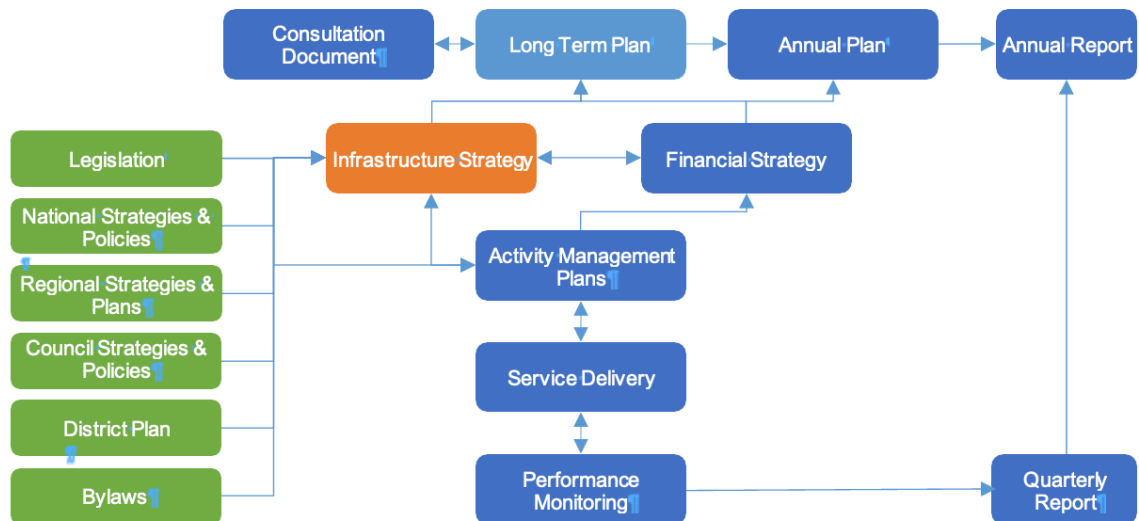 Consultation
Document¶
Long Term Plan
Annual Plan
Annual Report
Legislation
Infrastructure Strategy
Financial Strategy
National Strategies &
Policies¶
¶
Regional Strategies &
Plans¶
Activity Management
Plans¶
Council Strategies &
Policies¶
Service Delivery
District Plan
¶
Bylaws¶
Performance
Monitoring¶
Quarterly
Report¶